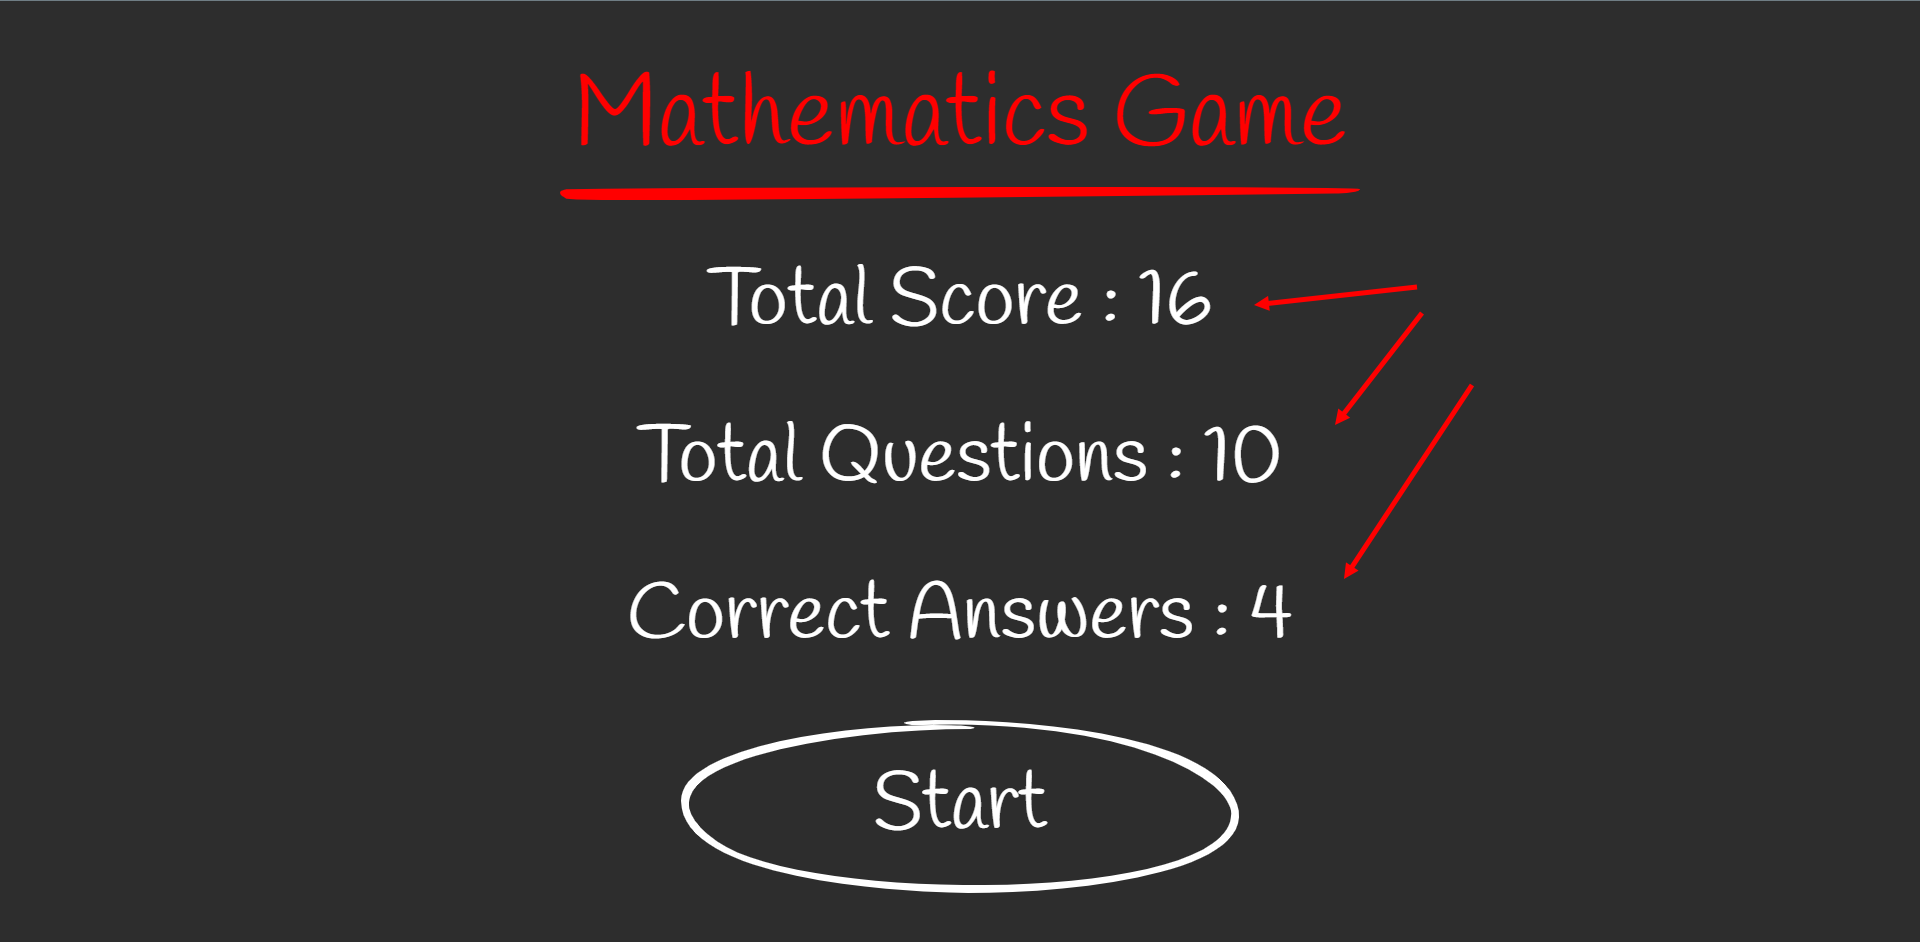 Mathematics Game
Total Score : 16
Total Questions : 10
Correct Answers : 4
Start